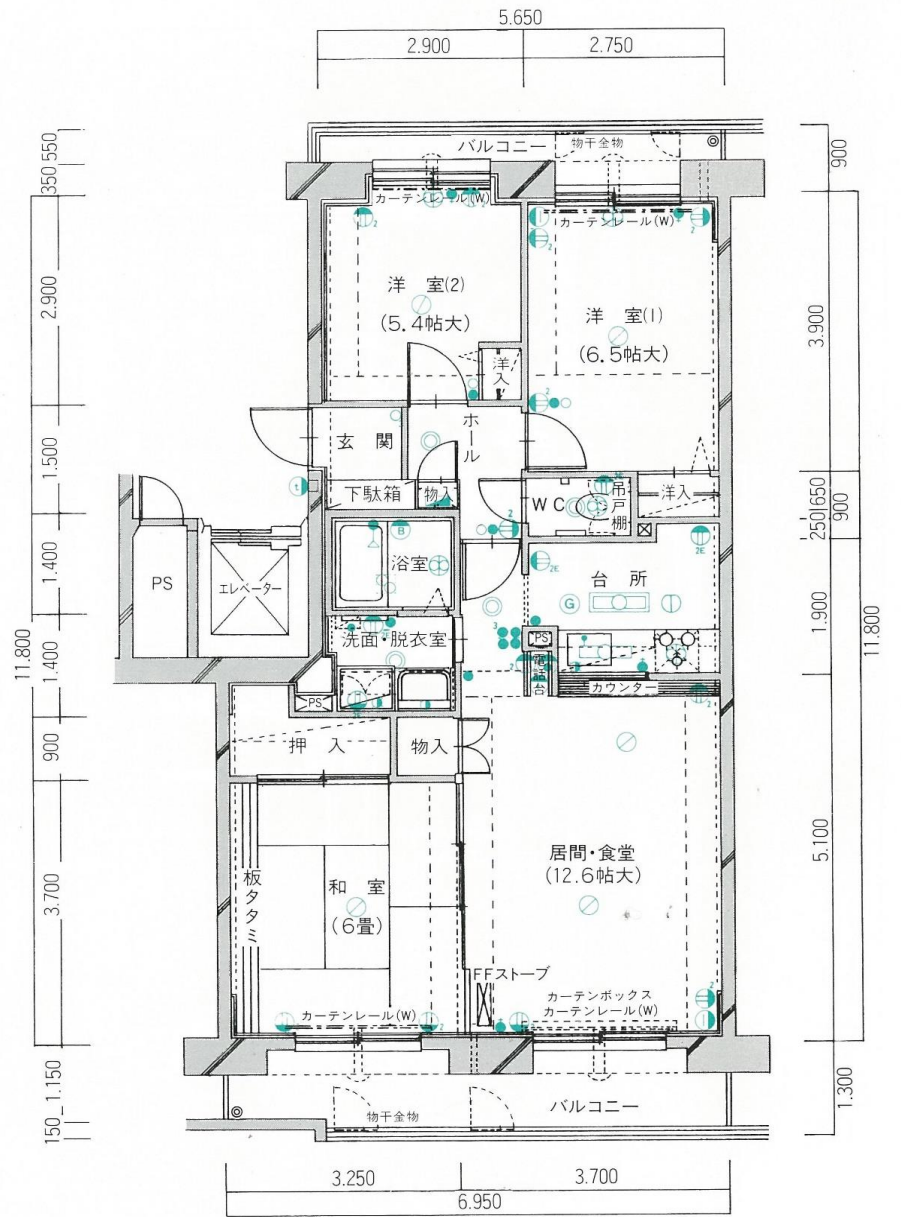 5.650
2.900
2.750
バルコニー
物干金物
カーテンレール(W)
カーテンレール(W)
洋室(2)
(5.4帖大)
洋室(1)
(6.5帖大)
洋入
玄関
ホール
下駄箱
物入
WC
吊戸棚
洋入
PS
エレベーター
浴室
台所
洗面・脱衣室
PS
電話台
カウンター
PS
押入
物入
居間・食堂
(12.6帖大)
板タタミ
和室
(6畳)
FFストーブ
カーテンレール(W)
カーテンボックス
カーテンレール(W)
バルコニー
物干金物
550
350
2.900
1.500
1.400
1.400
900
3.700
1.150
150
11.800
900
3.900
650
250
900
1.900
5.100
1.300
11.800
3.250
3.700
6.950